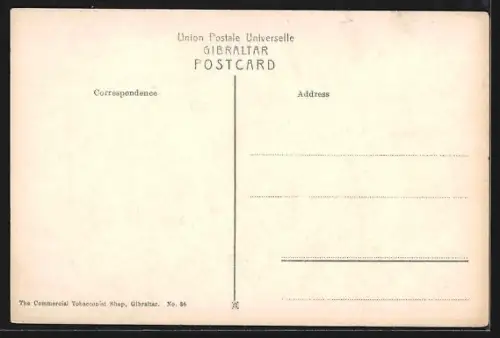 Union Postale Universelle
GIBRALTAR
POSTCARD
Correspondence
Address
The Commercial Tobacconist Shop, Gibraltar. No. 56